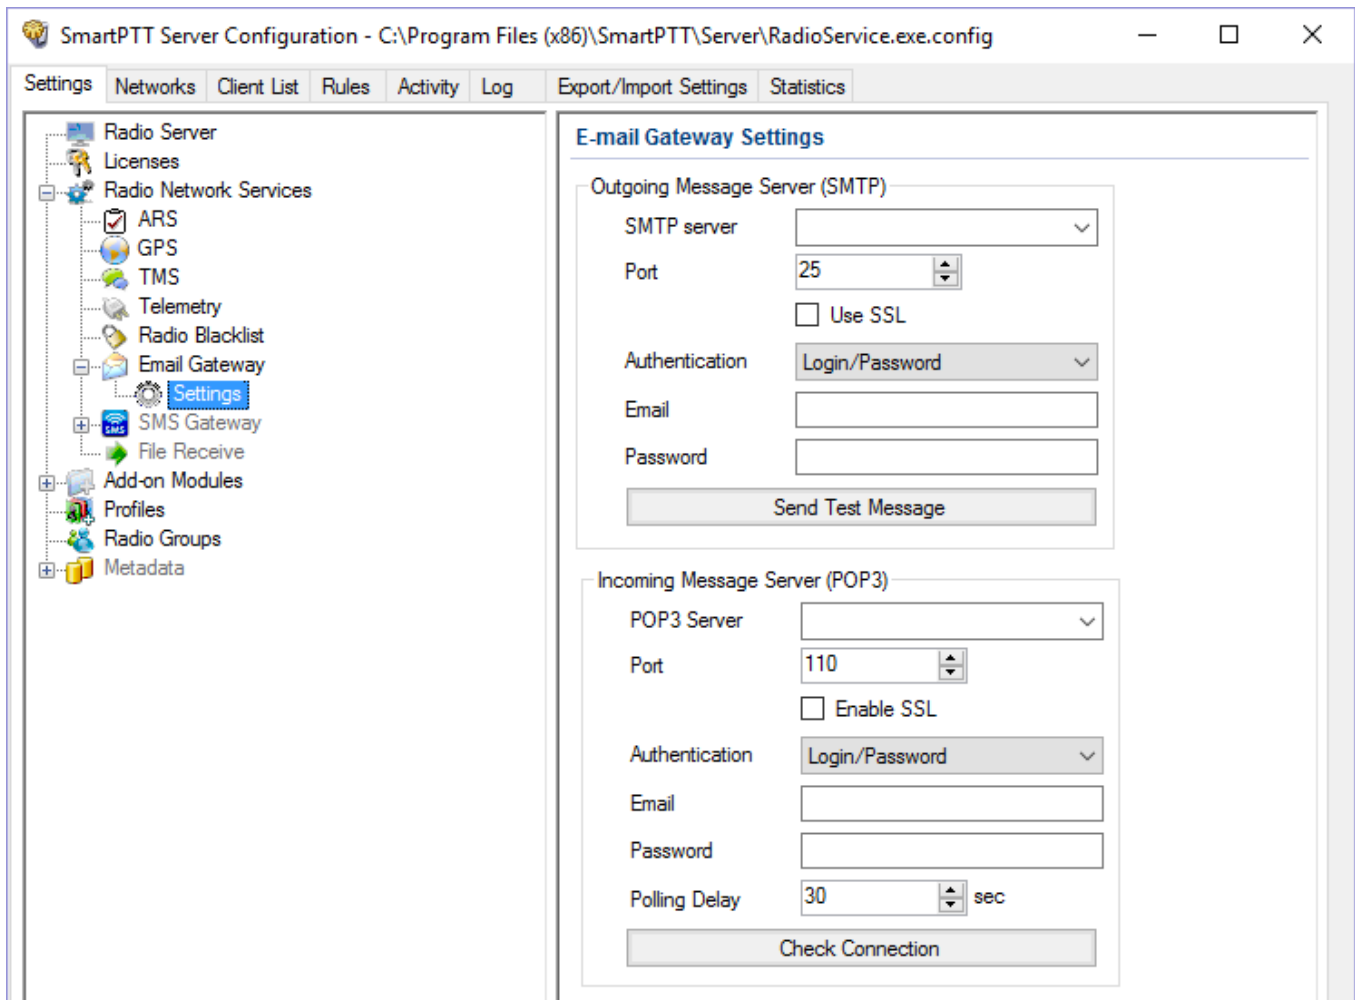 SmartPTT Server Configuration - C:\Program Files (x86)\SmartPTT\Server\RadioService.exe.config
Settings Networks Client List Rules Activity Log Export/Import Settings Statistics
Radio Server
Licenses
Radio Network Services
ARS
GPS
TMS
Telemetry
Radio Blacklist
Email Gateway
Settings
SMS SMS Gateway
File Receive
Add-on Modules
Profiles
Radio Groups
Metadata
E-mail Gateway Settings
Outgoing Message Server (SMTP)
SMTP server
Port 25
Use SSL
Authentication Login/Password
Email
Password
Send Test Message
Incoming Message Server (POP3)
POP3 Server
Port 110
Enable SSL
Authentication Login/Password
Email
Password
Polling Delay 30 sec
Check Connection